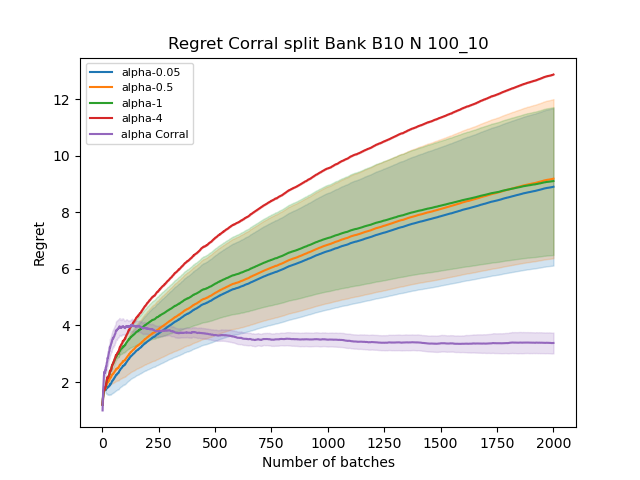 Regret Corral split Bank B10 N 100_10
alpha-0.05
alpha-0.5
alpha-1
alpha-4
alpha Corral
12
10
8
6
4
2
Regret
0 250 500 750 1000 1250 1500 1750 2000
Number of batches